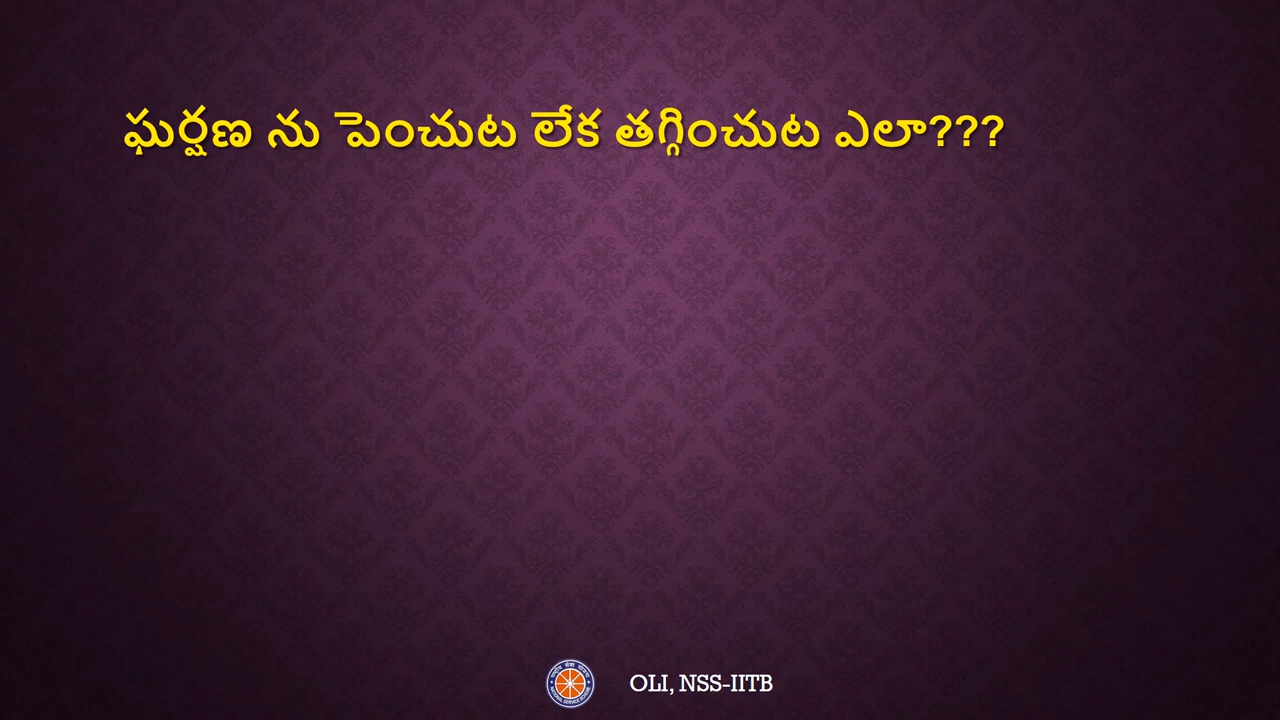 ఘర్షణ ను పెంచుట లేక తగ్గించుట ఎలా???
OLI, NSS-IITB